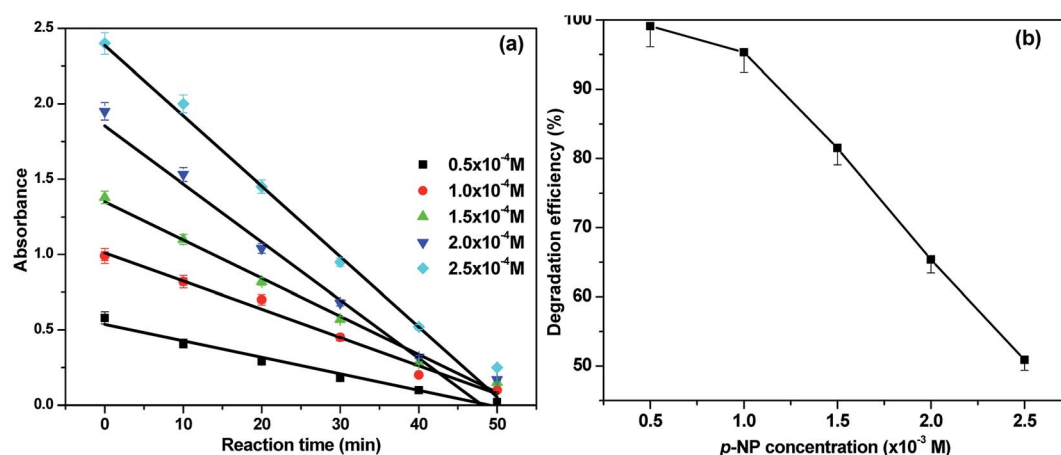 2.5
2.0
1.5
1.0
0.5
0.0
Absorbance
0
10
20
30
40
50
Reaction time (min)
(a)
0.5x10⁻⁴M
1.0x10⁻⁴M
1.5x10⁻⁴M
2.0x10⁻⁴M
2.5x10⁻⁴M
100
90
80
70
60
50
Degradation efficiency (%)
0.5
1.0
1.5
2.0
2.5
p-NP concentration (x10⁻³ M)
(b)